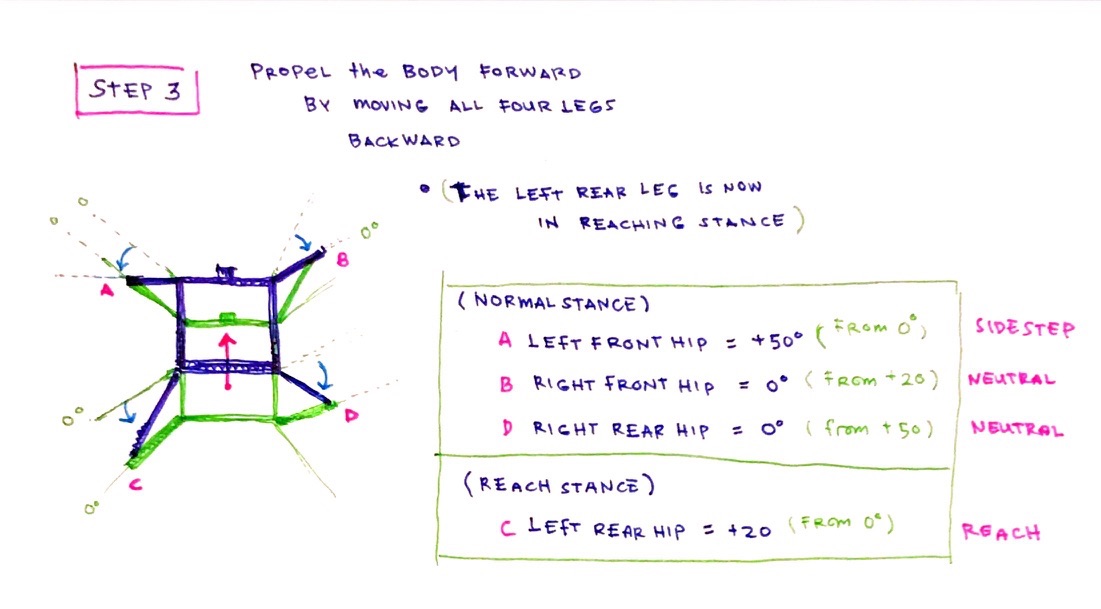 STEP 3
PROPEL the BODY FORWARD
BY MOVING ALL FOUR LEGS
BACKWARD
• (THE LEFT REAR LEG IS NOW
IN REACHING STANCE)
0°
0°
0°
B
A
0°
D
C
0°
(NORMAL STANCE)
A LEFT FRONT HIP = +50° (FROM 0°) SIDESTEP
B RIGHT FRONT HIP = 0° (FROM +20) NEUTRAL
D RIGHT REAR HIP = 0° (from +50) NEUTRAL
(REACH STANCE)
C LEFT REAR HIP = +20 (FROM 0°) REACH